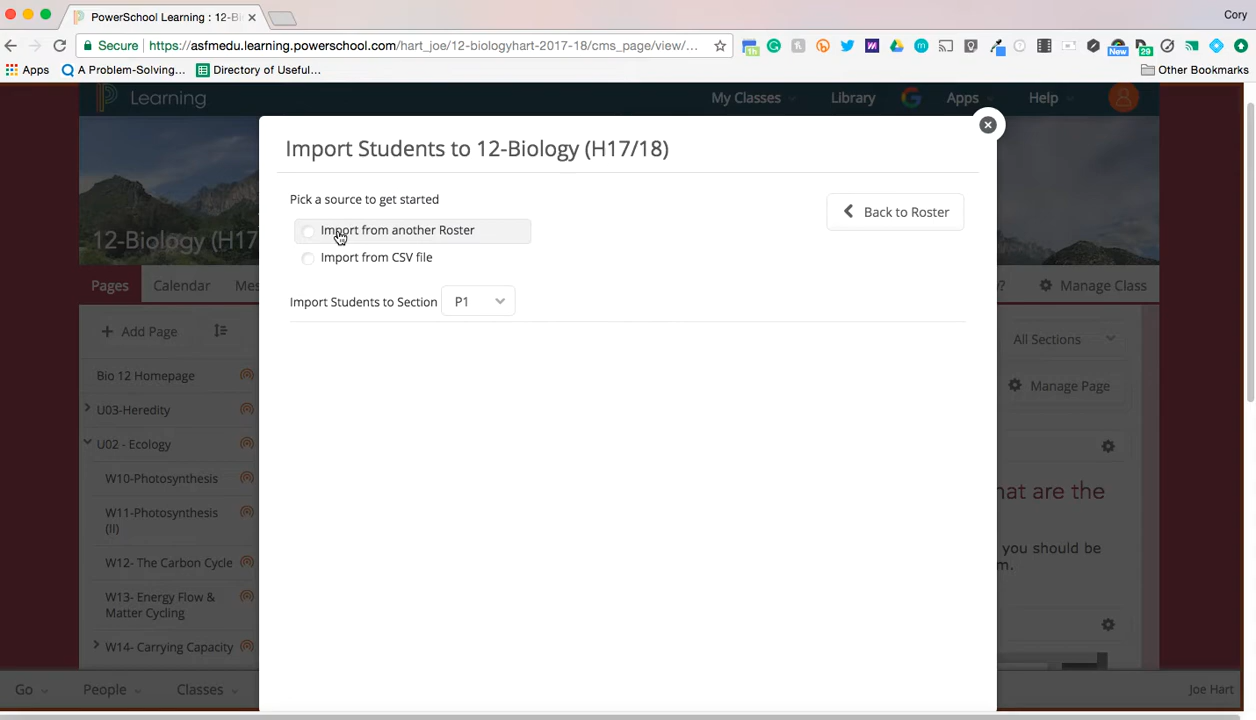 PowerSchool Learning : 12-Bi
Cory
Secure
https://asfmedu.learning.powerschool.com/hart_joe/12-biologyhart-2017-18/cms_page/view/...
1h
Now
29
Apps
A Problem-Solving...
Directory of Useful...
Other Bookmarks
Learning
My Classes
Library
Apps
Help
Import Students to 12-Biology (H17/18)
Pick a source to get started
Back to Roster
Import from another Roster
Import from CSV file
Import Students to Section
P1
12-Biology (H17
Pages
Calendar
Mes
?
Manage Class
Add Page
All Sections
Bio 12 Homepage
Manage Page
U03-Heredity
U02 - Ecology
W10-Photosynthesis
hat are the
W11-Photosynthesis
(II)
you should be
m.
W12- The Carbon Cycle
W13- Energy Flow &
Matter Cycling
W14- Carrying Capacity
Go
People
Classes
Joe Hart